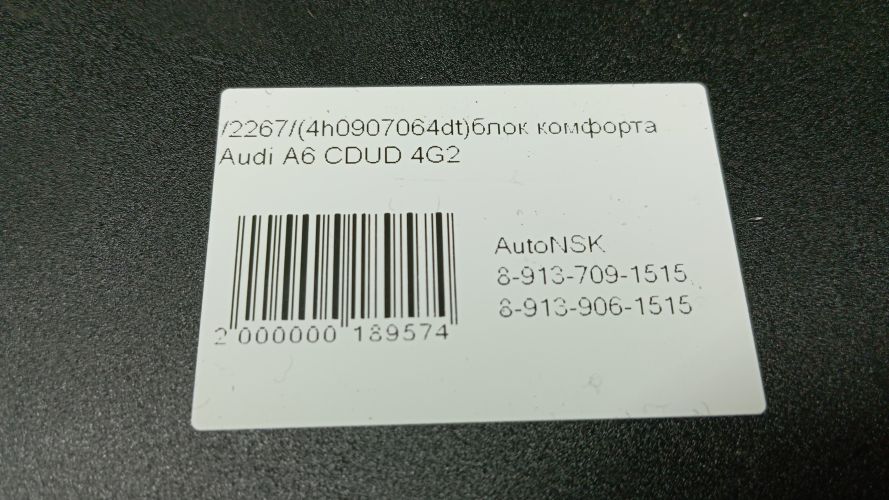 /2267/(4h0907064dt)блок комфорта
Audi A6 CDUD 4G2
AutoNSK
8-913-709-1515
8-913-906-1515
2 000000 189574